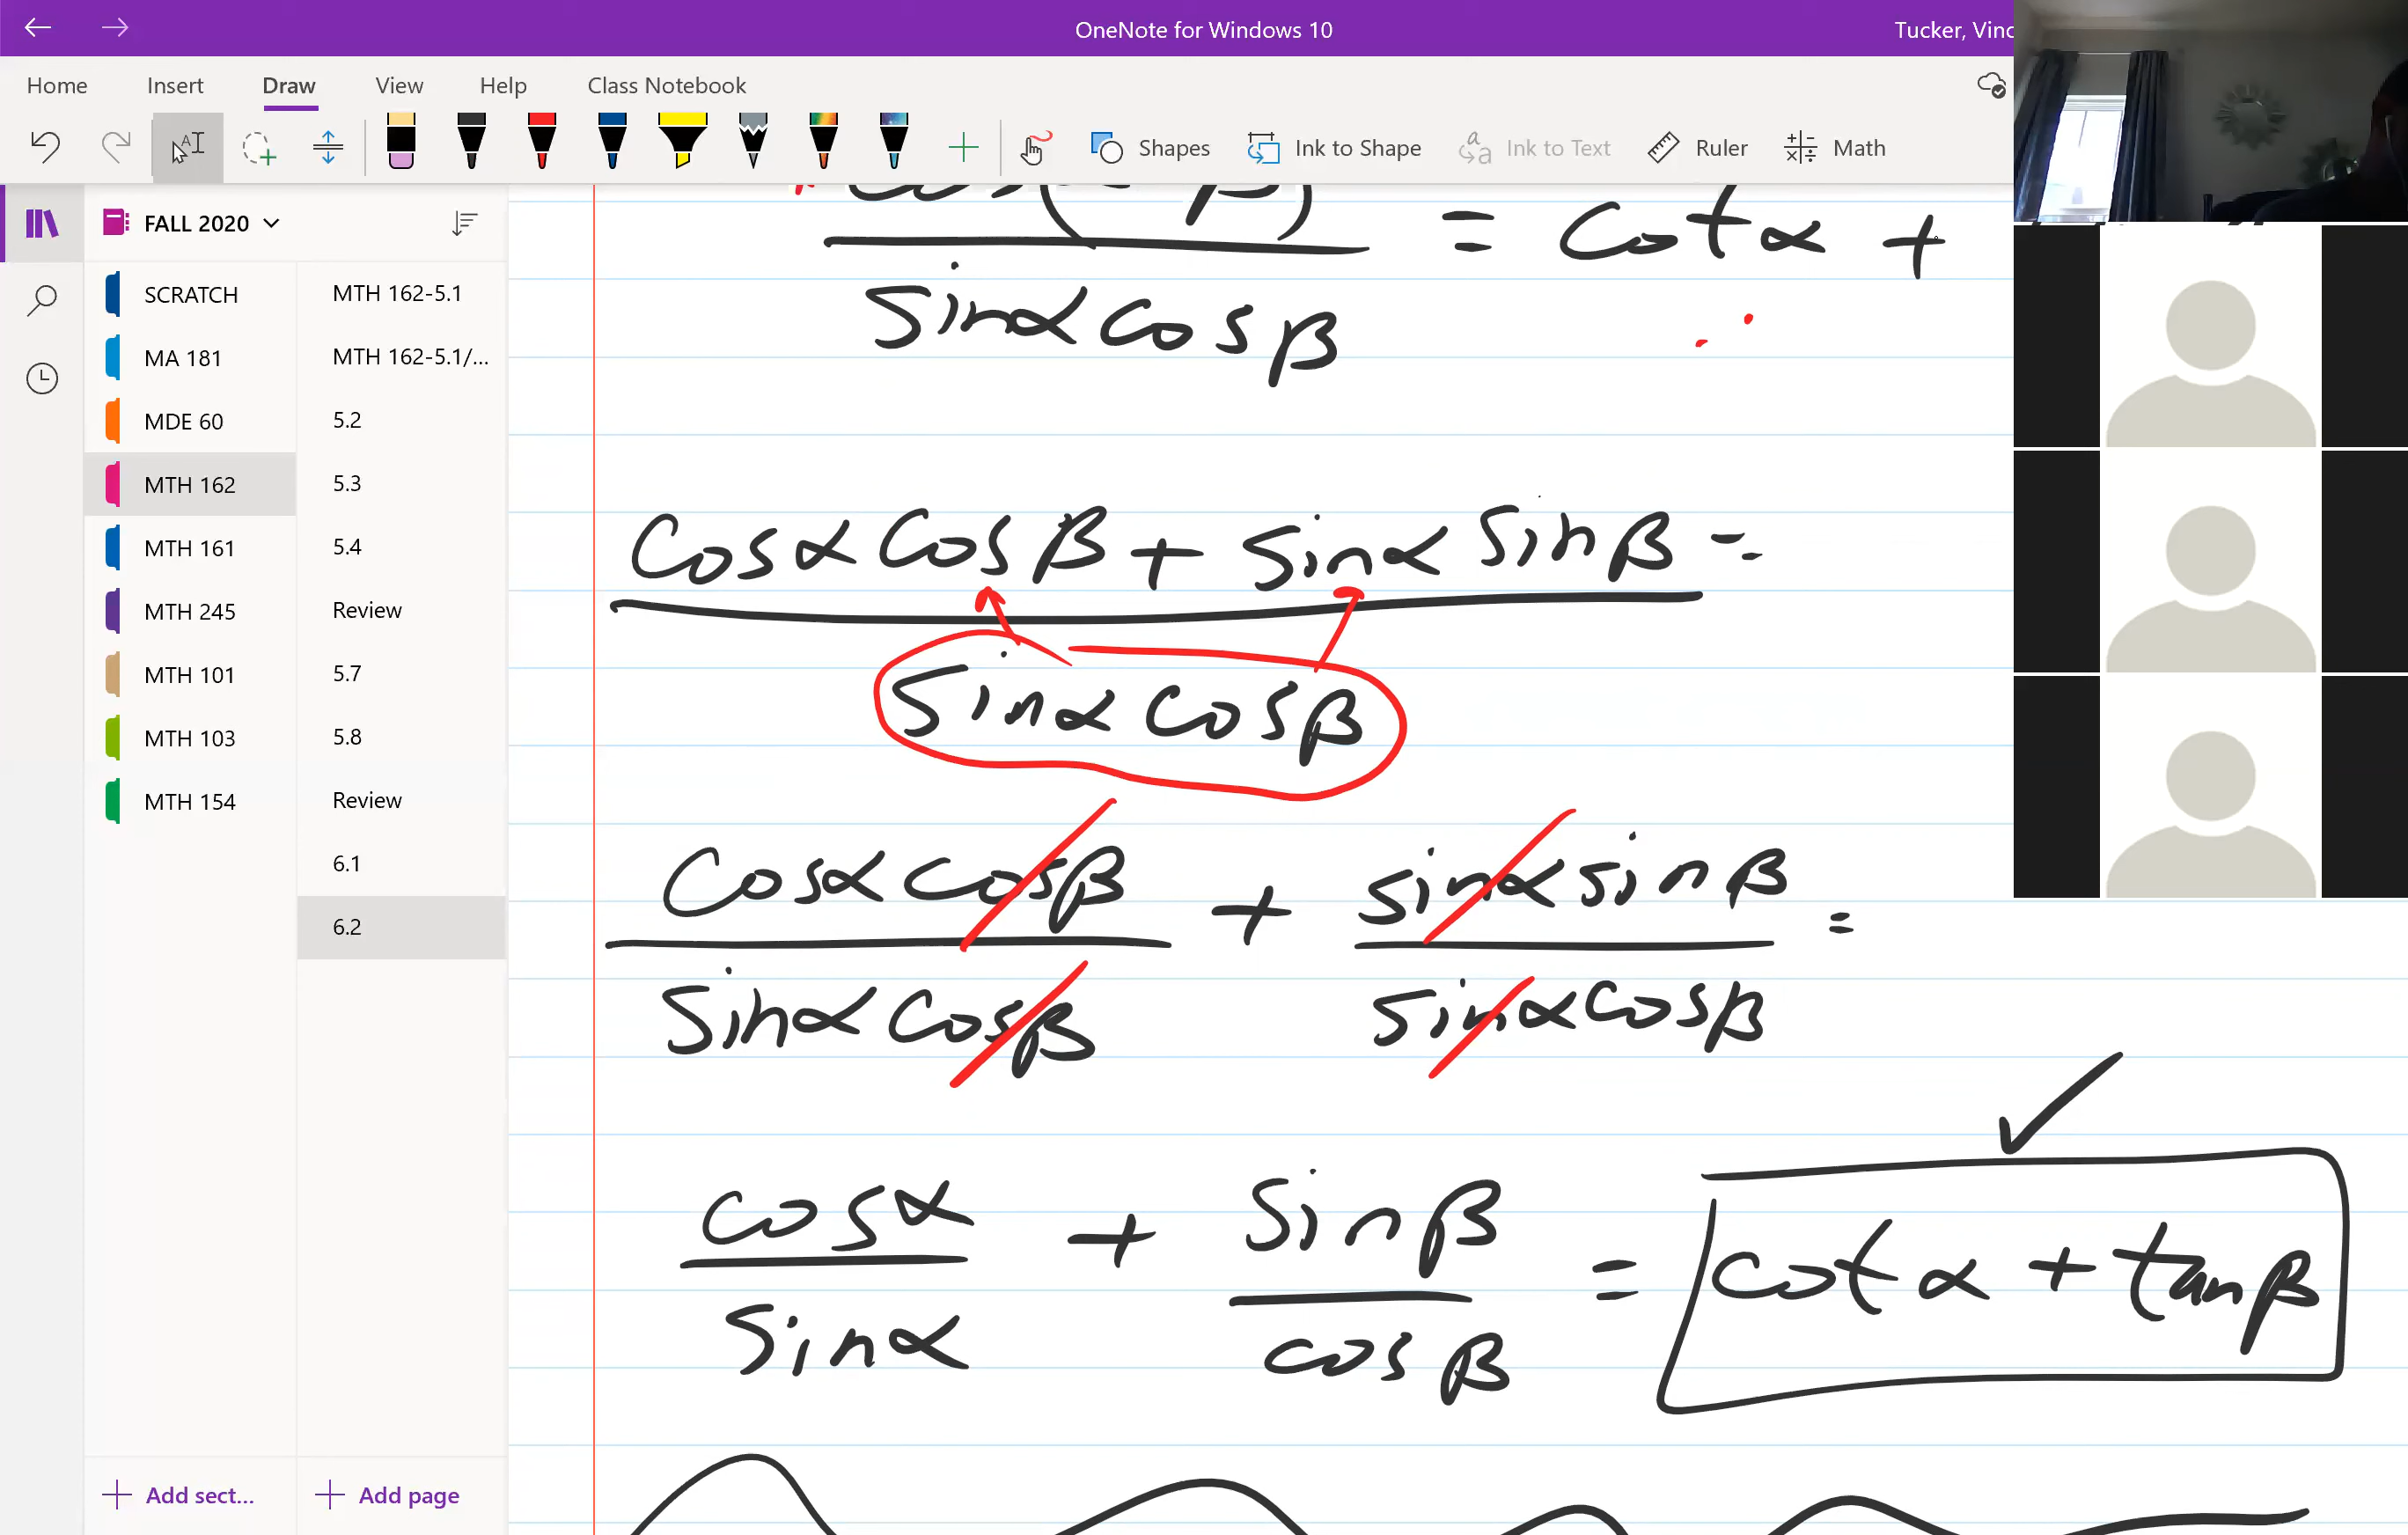 OneNote for Windows 10
Tucker, Vinc
Home Insert Draw View Help Class Notebook
Shapes Ink to Shape Ink to Text Ruler Math
FALL 2020
SCRATCH
MA 181
MDE 60
MTH 162
MTH 161
MTH 245
MTH 101
MTH 103
MTH 154
Add sect...
MTH 162-5.1
MTH 162-5.1/...
5.2
5.3
5.4
Review
5.7
5.8
Review
6.1
6.2
Add page
= cot α +
sin α cos β
cos α cos β + sin α sin β =
sin α cos β
cos α cos β + sin α sin β =
sin α cos β sin α cos β
cos α + sin β = cot α + tan β
sin α cos β